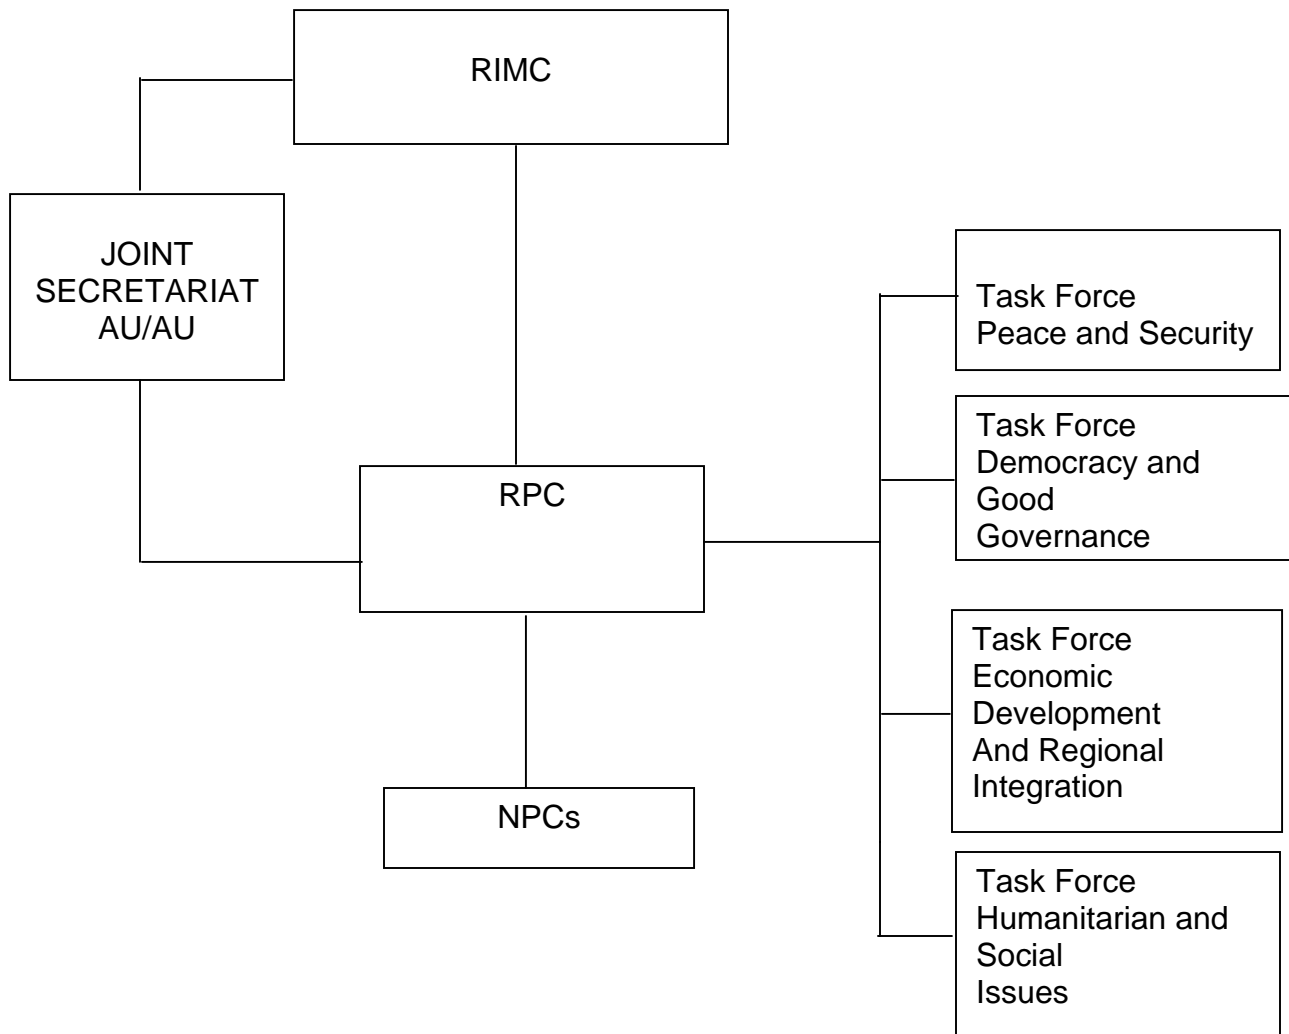 RIMC
JOINT
SECRETARIAT
AU/AU
Task Force
Peace and Security
Task Force
Democracy and
Good
Governance
RPC
Task Force
Economic
Development
And Regional
Integration
NPCs
Task Force
Humanitarian and
Social
Issues